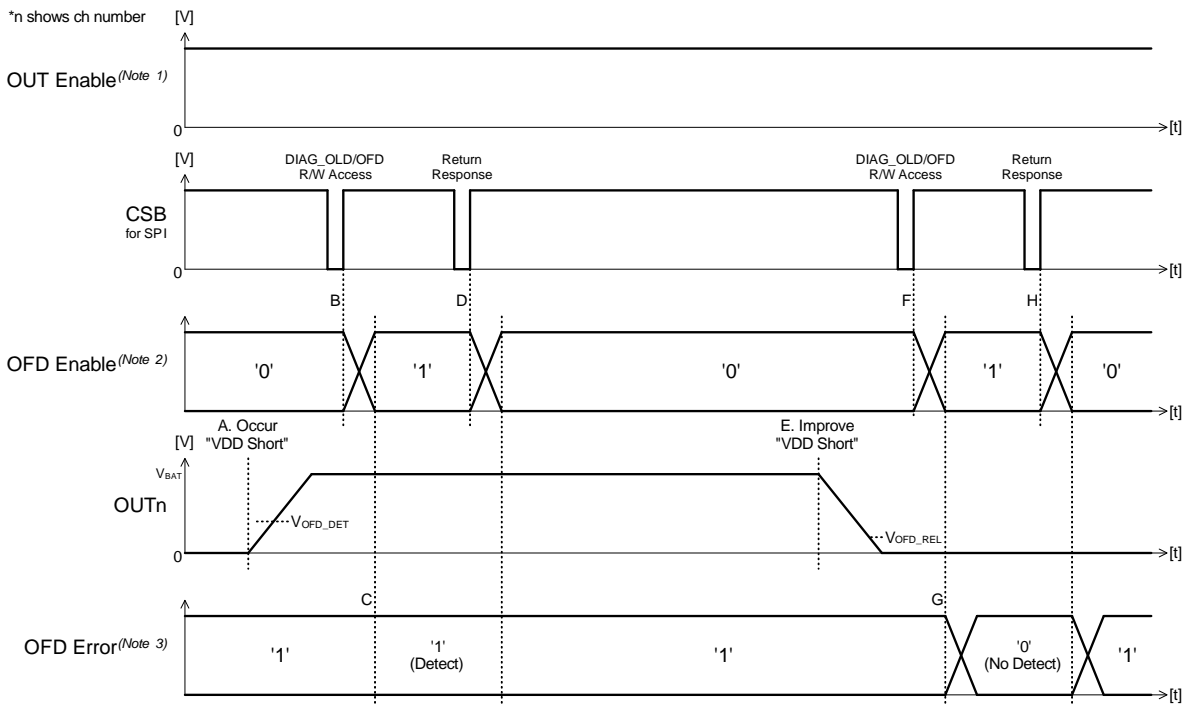 *n shows ch number [V]
OUT Enable(Note 1)
0 [t]
[V] DIAG_OLD/OFD Return DIAG_OLD/OFD Return
R/W Access Response R/W Access Response
CSB
for SPI
0 [t]
B D F H
OFD Enable(Note 2) '0' '1' '0' '1' '0'
[t]
A. Occur E. Improve
[V] "VDD Short" "VDD Short"
VBAT
OUTn
VOFD_DET
VOFD_REL
0 [t]
C G
OFD Error(Note 3) '1' '1' '1' '0' '1'
(Detect) (No Detect)
[t]